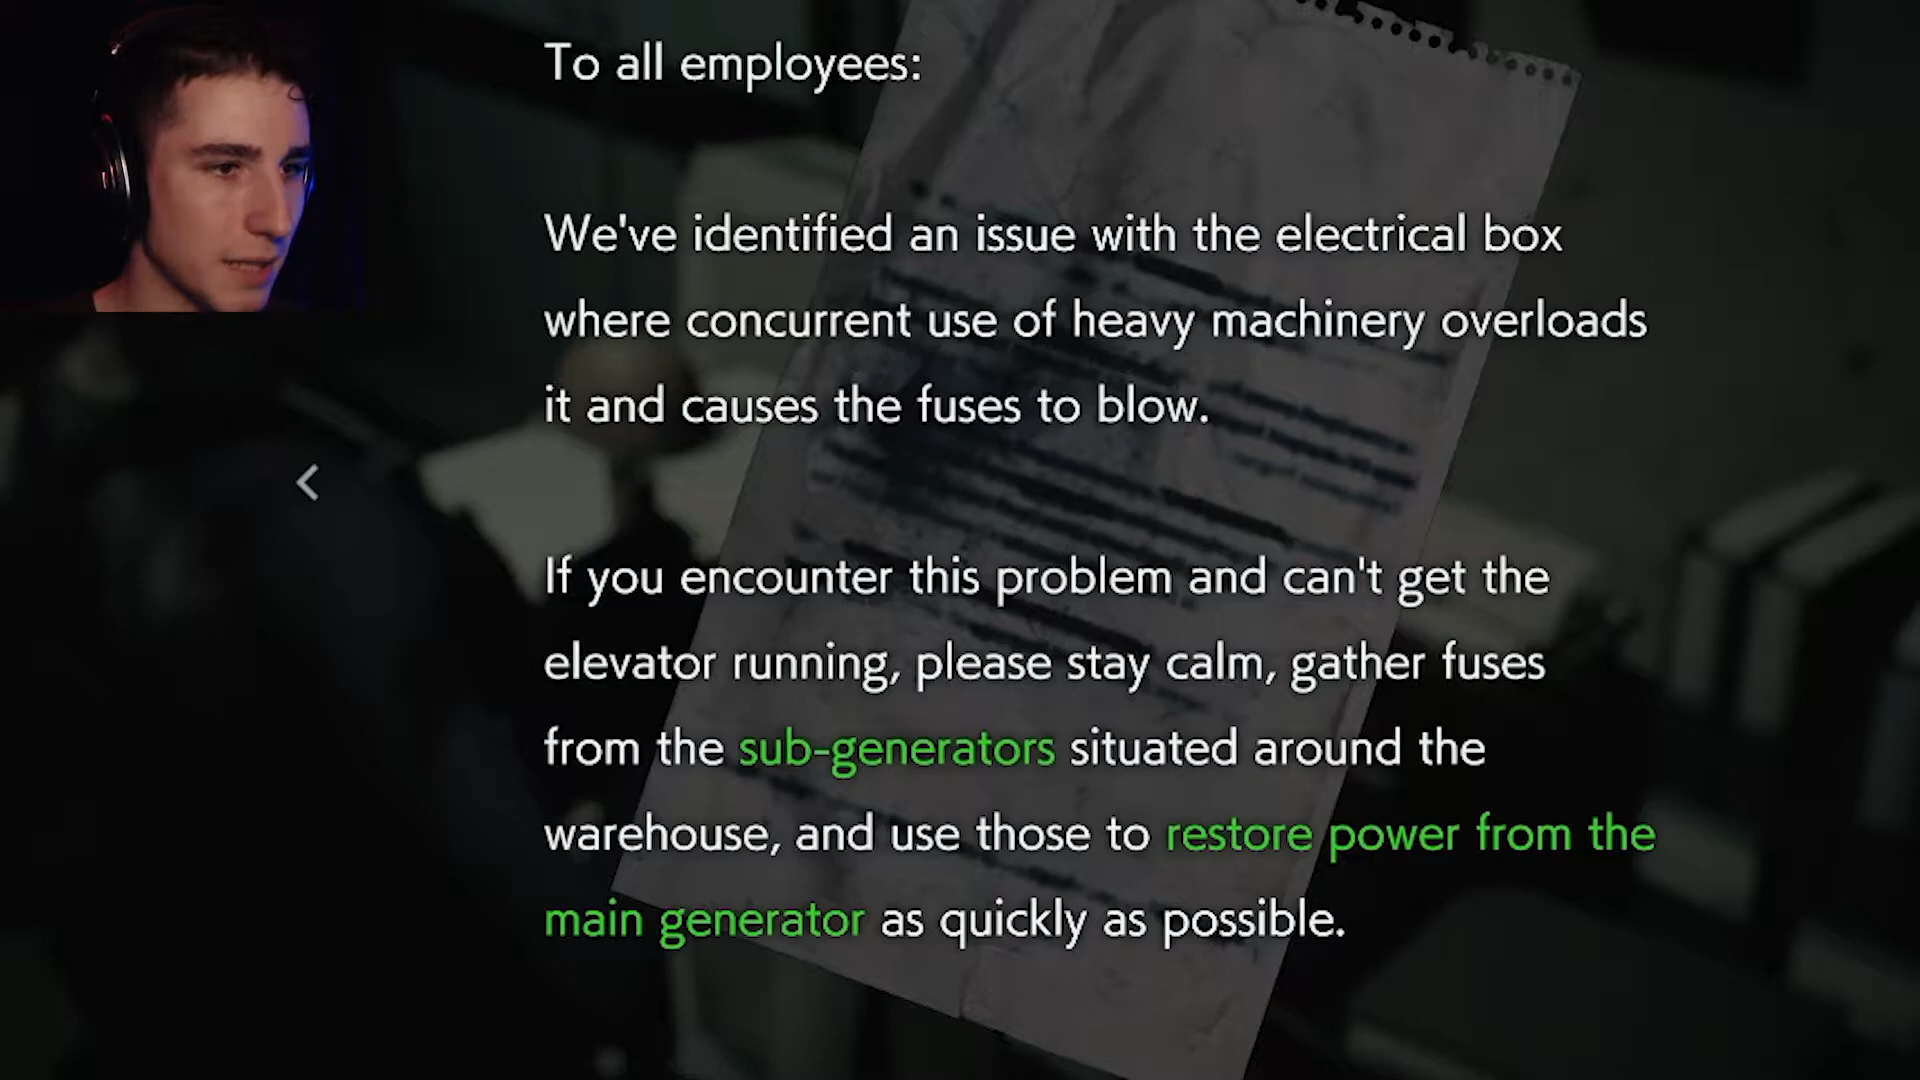 To all employees:
We've identified an issue with the electrical box
where concurrent use of heavy machinery overloads
it and causes the fuses to blow.
If you encounter this problem and can't get the
elevator running, please stay calm, gather fuses
from the sub-generators situated around the
warehouse, and use those to restore power from the
main generator as quickly as possible.